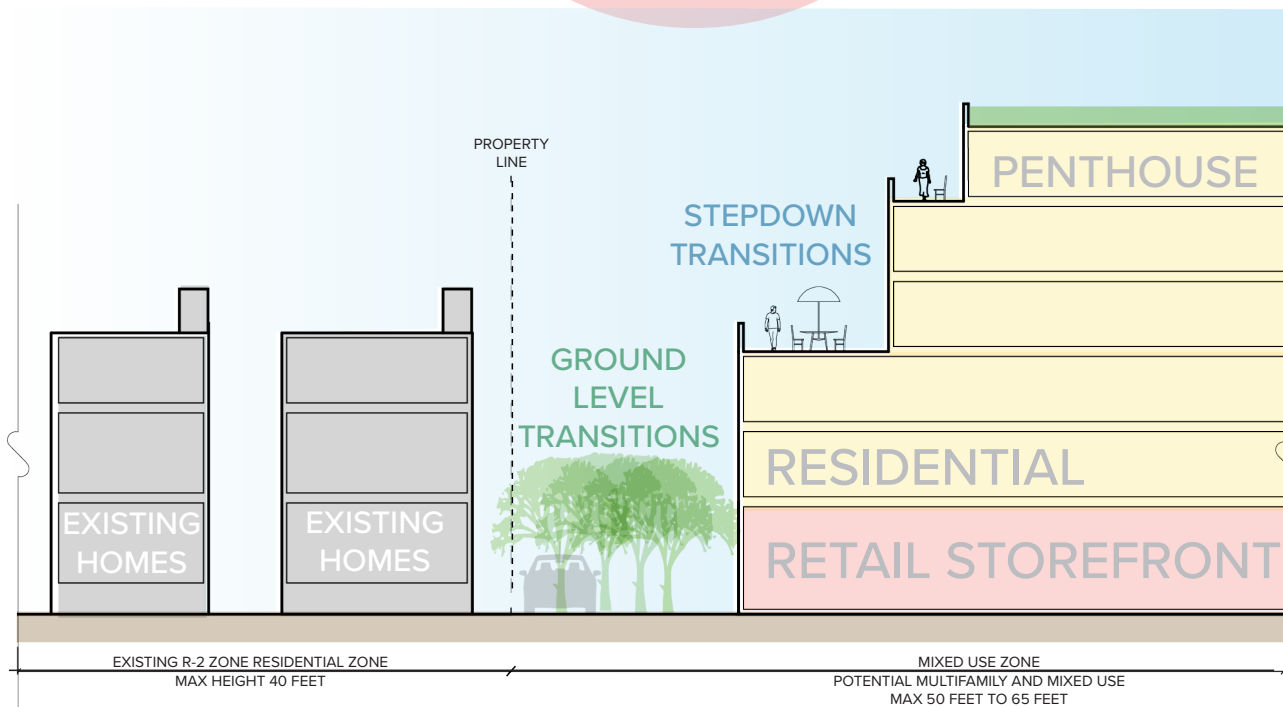 PROPERTY
LINE
PENTHOUSE
STEPDOWN
TRANSITIONS
GROUND
LEVEL
TRANSITIONS
RESIDENTIAL
EXISTING
HOMES
EXISTING
HOMES
RETAIL STOREFRONT
EXISTING R-2 ZONE RESIDENTIAL ZONE
MAX HEIGHT 40 FEET
MIXED USE ZONE
POTENTIAL MULTIFAMILY AND MIXED USE
MAX 50 FEET TO 65 FEET